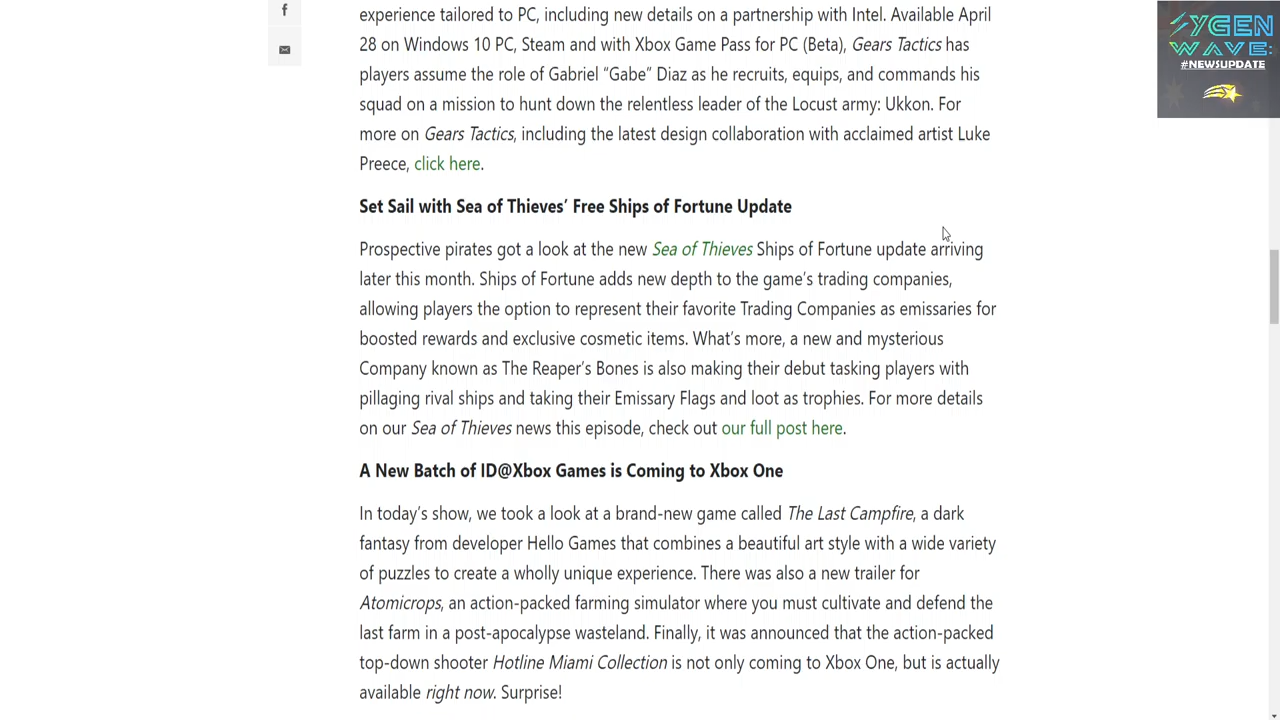 experience tailored to PC, including new details on a partnership with Intel. Available April
28 on Windows 10 PC, Steam and with Xbox Game Pass for PC (Beta), Gears Tactics has
players assume the role of Gabriel “Gabe” Diaz as he recruits, equips, and commands his
squad on a mission to hunt down the relentless leader of the Locust army: Ukkon. For
more on Gears Tactics, including the latest design collaboration with acclaimed artist Luke
Preece, click here.
Set Sail with Sea of Thieves’ Free Ships of Fortune Update
Prospective pirates got a look at the new Sea of Thieves Ships of Fortune update arriving
later this month. Ships of Fortune adds new depth to the game’s trading companies,
allowing players the option to represent their favorite Trading Companies as emissaries for
boosted rewards and exclusive cosmetic items. What’s more, a new and mysterious
Company known as The Reaper’s Bones is also making their debut tasking players with
pillaging rival ships and taking their Emissary Flags and loot as trophies. For more details
on our Sea of Thieves news this episode, check out our full post here.
A New Batch of ID@Xbox Games is Coming to Xbox One
In today’s show, we took a look at a brand-new game called The Last Campfire, a dark
fantasy from developer Hello Games that combines a beautiful art style with a wide variety
of puzzles to create a wholly unique experience. There was also a new trailer for
Atomicrops, an action-packed farming simulator where you must cultivate and defend the
last farm in a post-apocalypse wasteland. Finally, it was announced that the action-packed
top-down shooter Hotline Miami Collection is not only coming to Xbox One, but is actually
available right now. Surprise!
WAVE:
#NEWSUPDATE